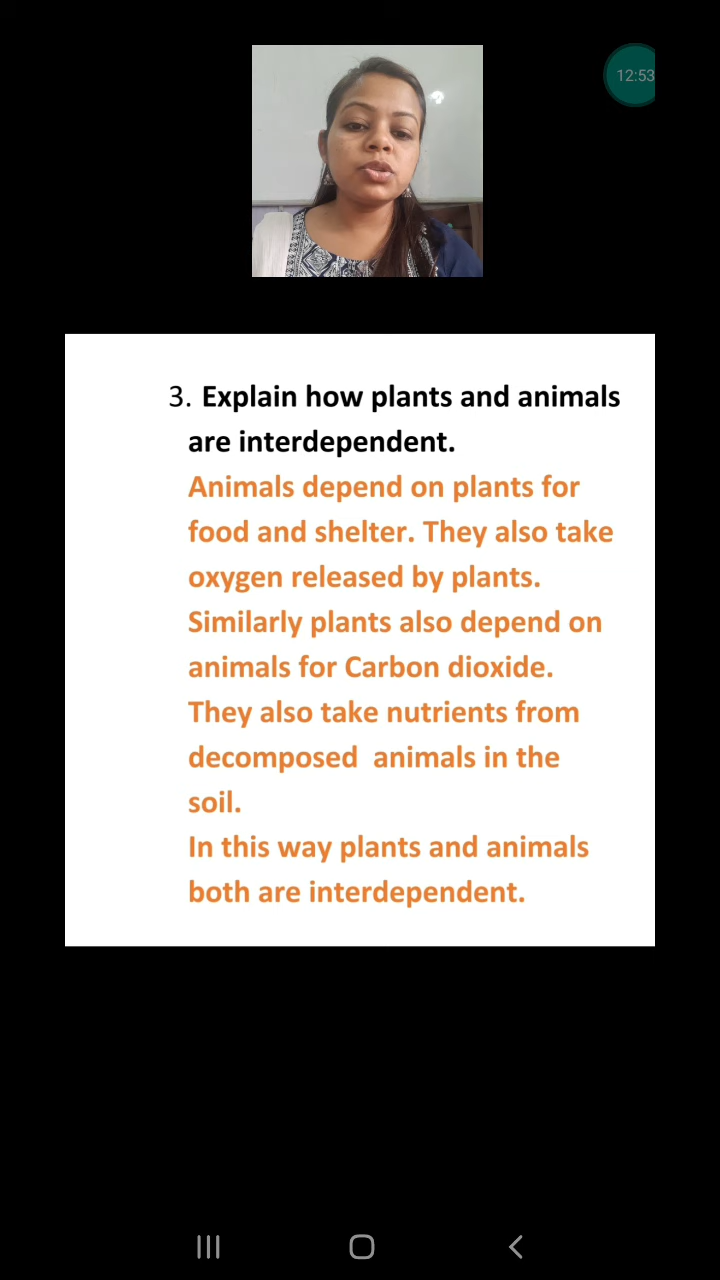 12:53
3. Explain how plants and animals
are interdependent.
Animals depend on plants for
food and shelter. They also take
oxygen released by plants.
Similarly plants also depend on
animals for Carbon dioxide.
They also take nutrients from
decomposed  animals in the
soil.
In this way plants and animals
both are interdependent.